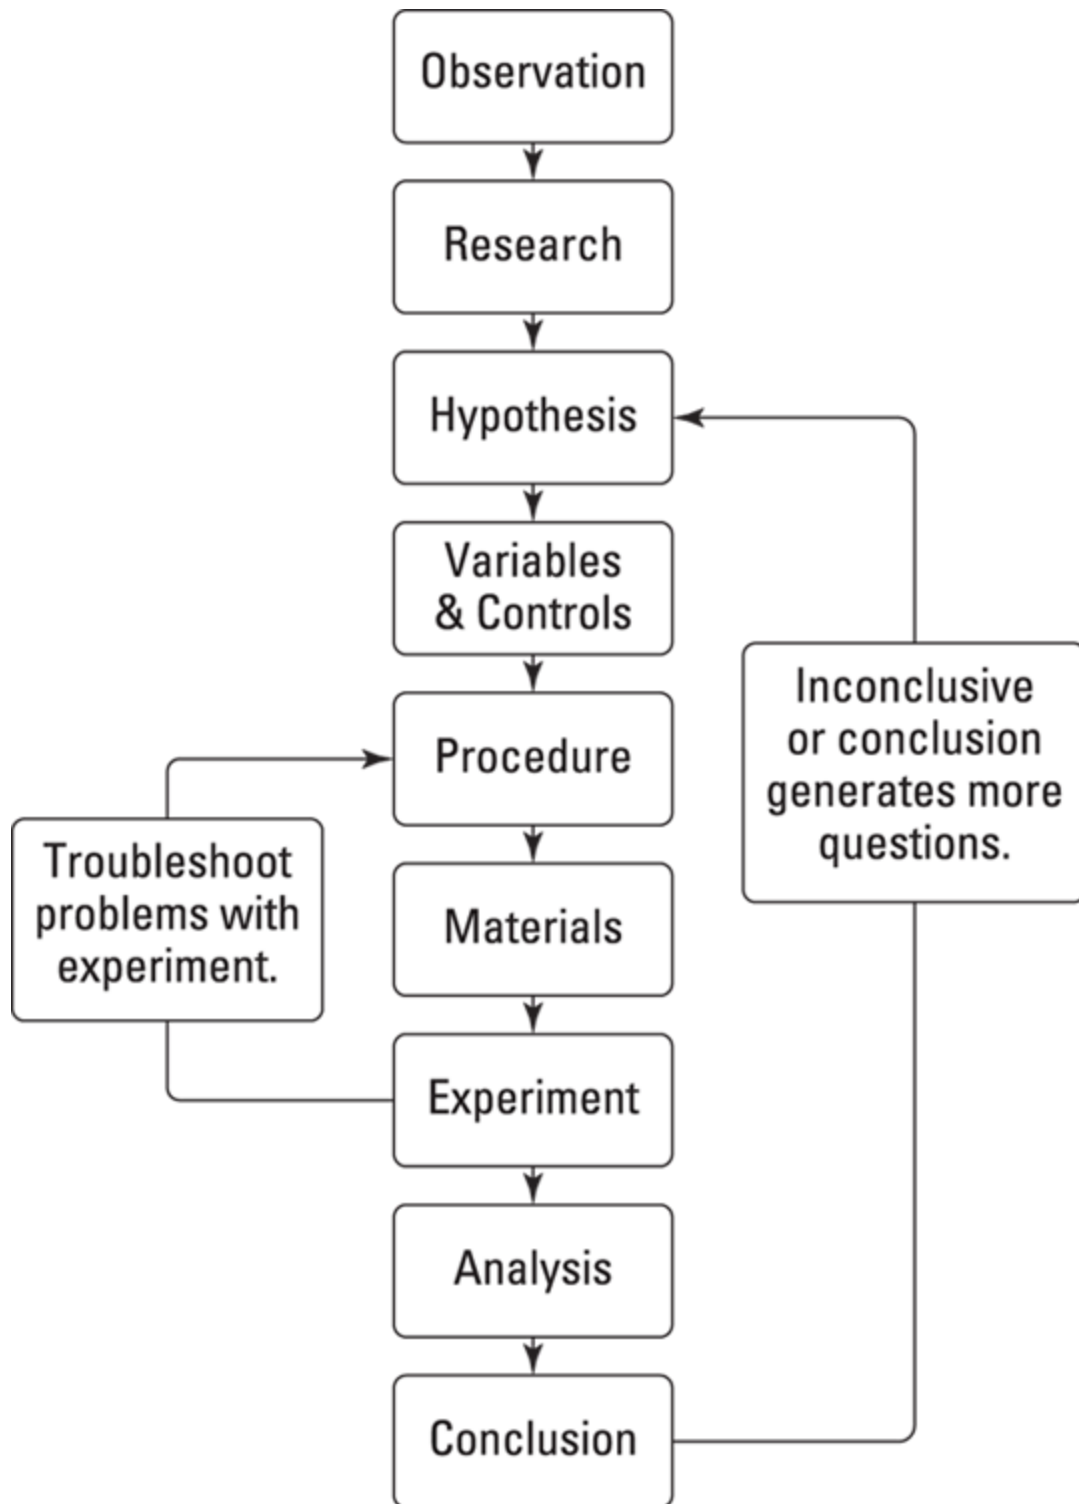 Observation
Research
Hypothesis
Variables
& Controls
Procedure
Materials
Experiment
Analysis
Conclusion
Troubleshoot
problems with
experiment.
Inconclusive
or conclusion
generates more
questions.